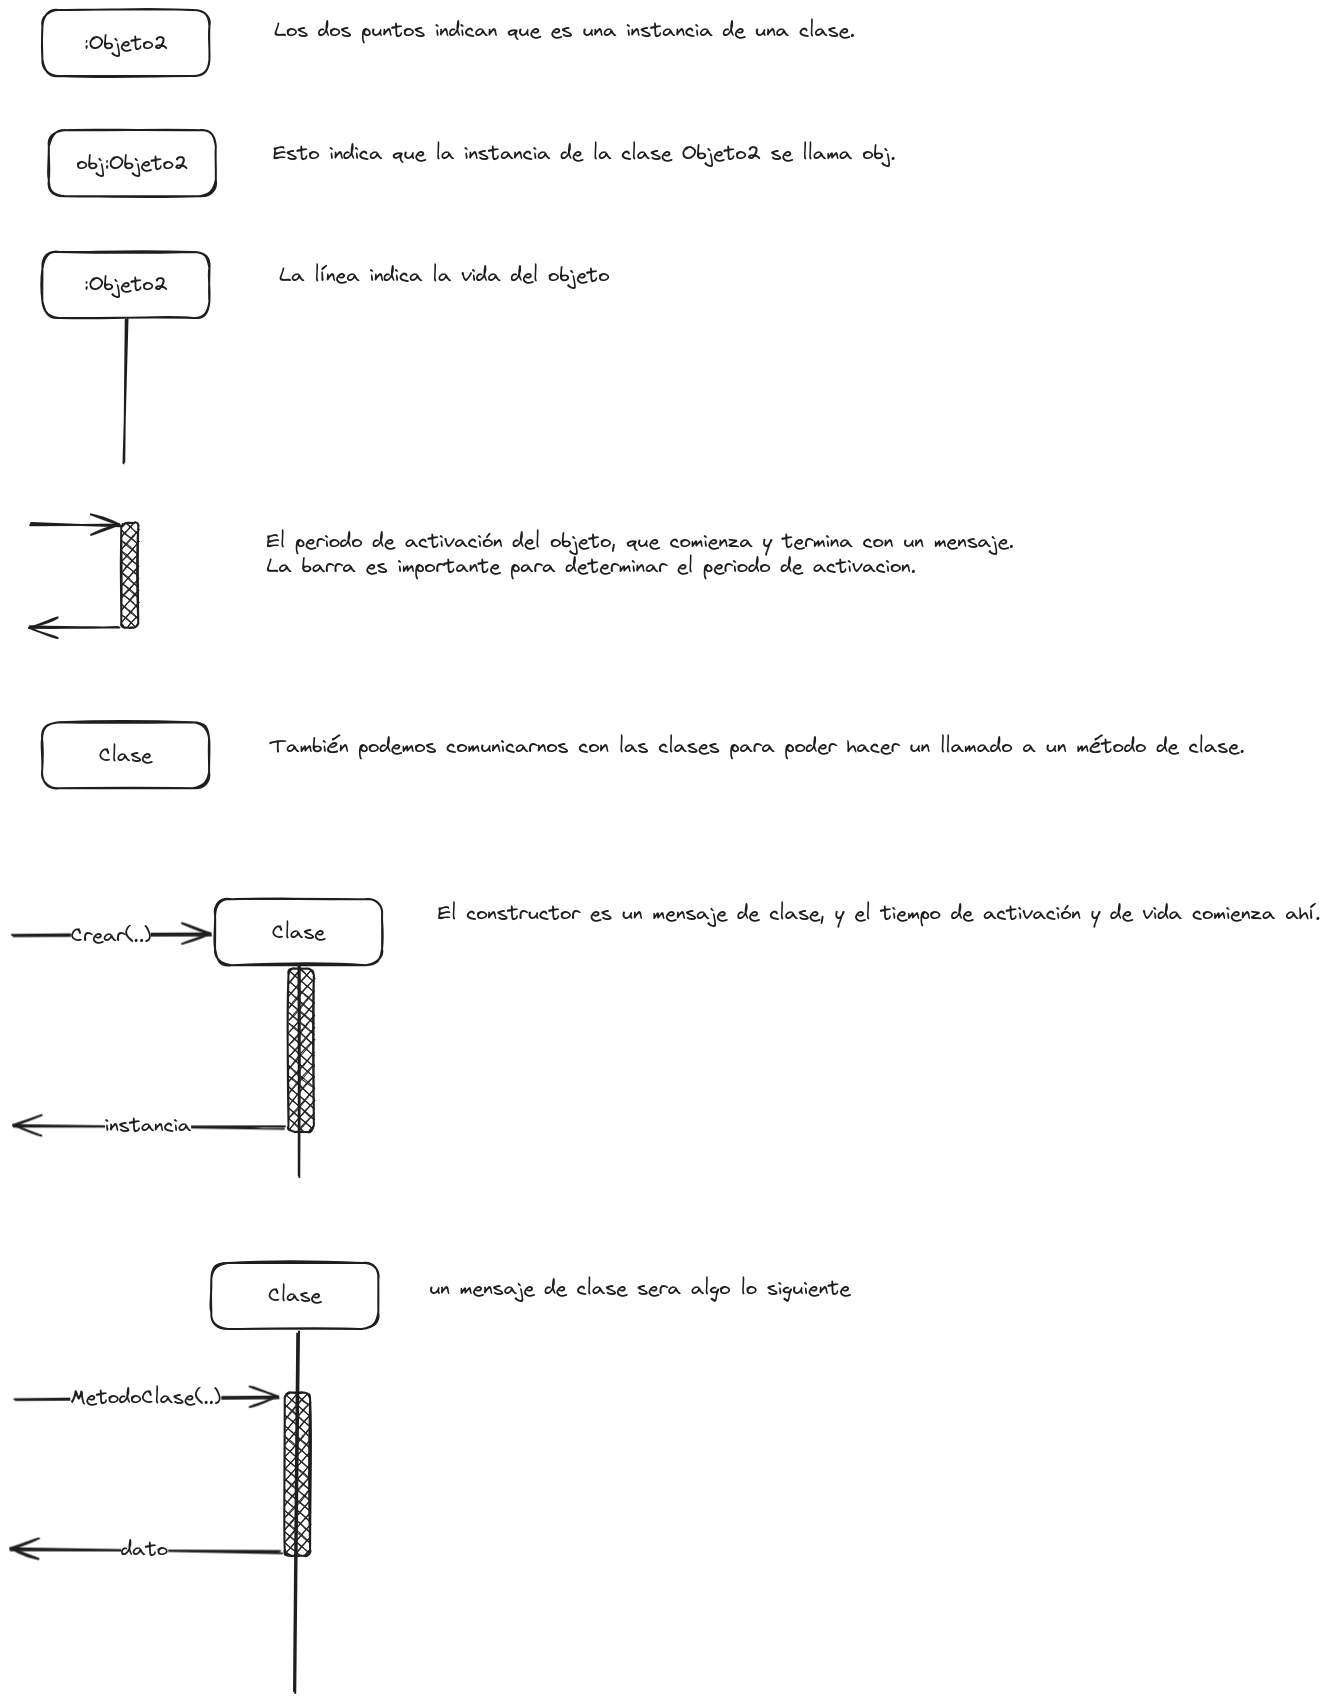 :Objeto2
Los dos puntos indican que es una instancia de una clase.
obj:Objeto2
Esto indica que la instancia de la clase Objeto2 se llama obj.
:Objeto2
La línea indica la vida del objeto
El periodo de activación del objeto, que comienza y termina con un mensaje.
La barra es importante para determinar el periodo de activacion.
Clase
También podemos comunicarnos con las clases para poder hacer un llamado a un método de clase.
Crear(...)
Clase
El constructor es un mensaje de clase, y el tiempo de activación y de vida comienza ahí.
instancia
Clase
un mensaje de clase sera algo lo siguiente
MetodoClase(...)
dato